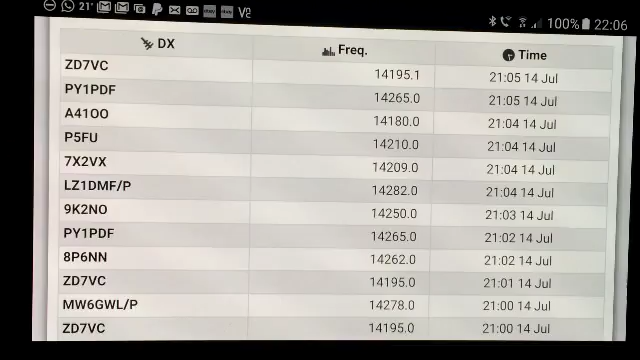 21° 100% 22:06
DX Freq. Time
ZD7VC 14195.1 21:05 14 Jul
PY1PDF 14265.0 21:05 14 Jul
A41OO 14180.0 21:04 14 Jul
P5FU 14210.0 21:04 14 Jul
7X2VX 14209.0 21:04 14 Jul
LZ1DMF/P 14282.0 21:04 14 Jul
9K2NO 14250.0 21:03 14 Jul
PY1PDF 14265.0 21:02 14 Jul
8P6NN 14262.0 21:02 14 Jul
ZD7VC 14195.0 21:01 14 Jul
MW6GWL/P 14278.0 21:00 14 Jul
ZD7VC 14195.0 21:00 14 Jul